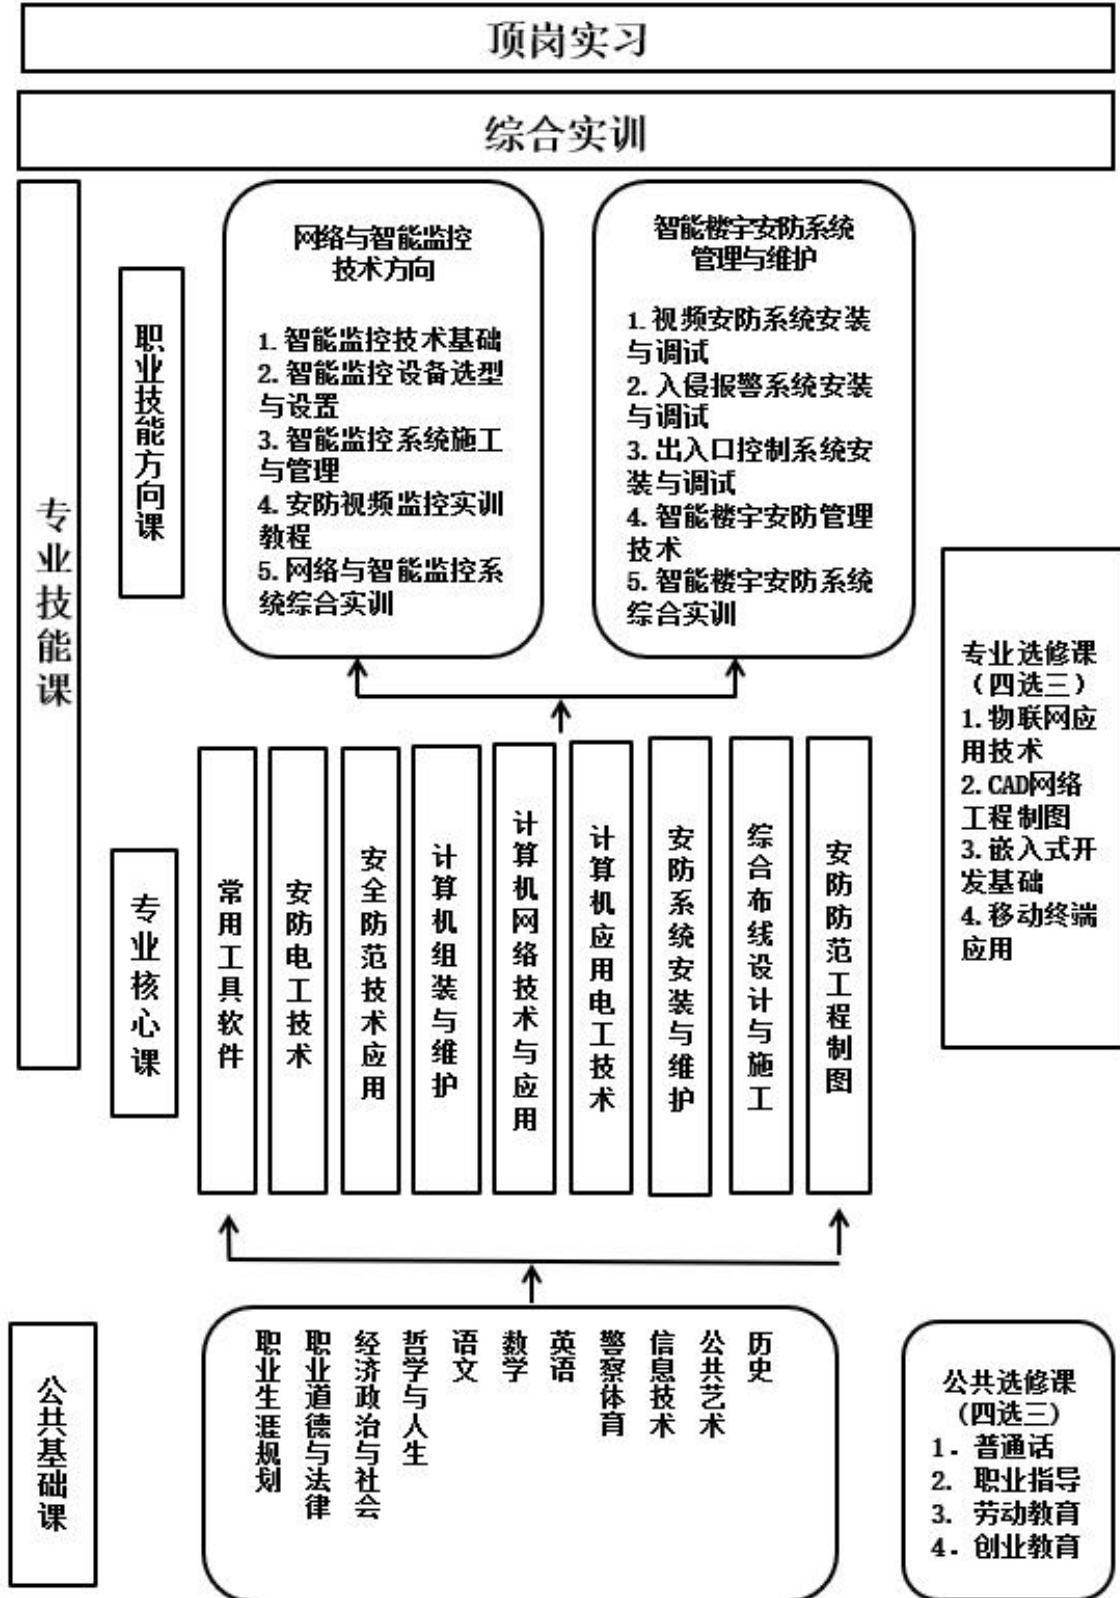 顶岗实习
综合实训
专业技能课
职业技能方向课
网络与智能监控
技术方向
1. 智能监控技术基础
2. 智能监控设备选型
与设置
3. 智能监控系统施工
与管理
4. 安防视频监控实训
教程
5. 网络与智能监控系
统综合实训
智能楼宇安防系统
管理与维护
1. 视频安防系统安装
与调试
2. 入侵报警系统安装
与调试
3. 出入口控制系统安
装与调试
4. 智能楼宇安防管理
技术
5. 智能楼宇安防系统
综合实训
专业选修课
（四选三）
1. 物联网应
用技术
2. CAD网络
工程制图
3. 嵌入式开
发基础
4. 移动终端
应用
专业核心课
常用工具软件
安防电工技术
安全防范技术应用
计算机组装与维护
计算机网络技术与应用
计算机应用电工技术
安防系统安装与维护
综合布线设计与施工
安防防范工程制图
公共基础课
职业生涯规划
职业道德与法律
经济政治与社会
哲学与人生
语文
数学
英语
警察体育
信息技术
公共艺术
历史
公共选修课
（四选三）
1. 普通话
2. 职业指导
3. 劳动教育
4. 创业教育